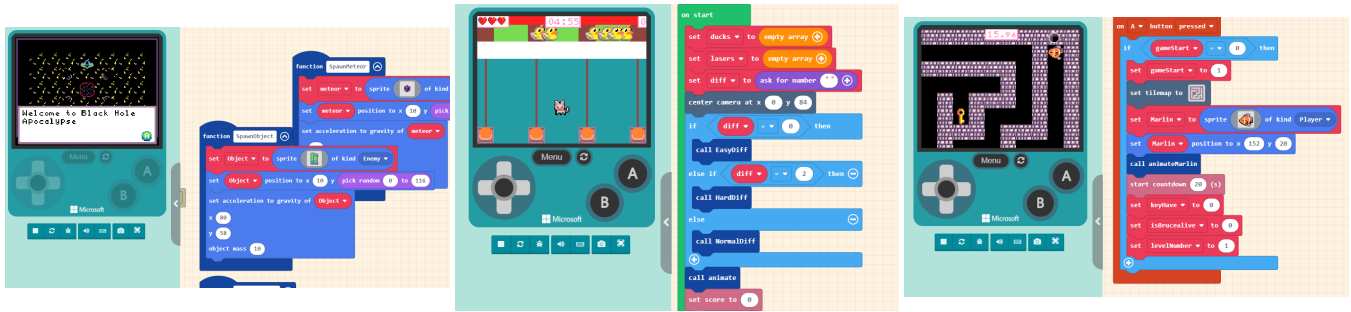 Welcome to Black Hole
Apocalypse
Menu
A
B
Microsoft
function SpawnMeteor
set meteor to sprite of kind
set meteor position to x 10 y pick
set acceleration to gravity of meteor
function SpawnObject
set Object to sprite of kind Enemy
set Object position to x 10 y pick random 0 to 116
set acceleration to gravity of Object
x 80
y 58
object mass 10
04:55
0
Menu
A
B
Microsoft
on start
set ducks to empty array
set lasers to empty array
set diff to ask for number " "
center camera at x 0 y 84
if diff = 0 then
call EasyDiff
else if diff = 2 then
call HardDiff
else
call NormalDiff
call animate
set score to 0
15.96
Menu
A
B
Microsoft
on A button pressed
if gameStart = 0 then
set gameStart to 1
set tilemap to
set Marlin to sprite of kind Player
set Marlin position to x 152 y 20
call animateMarlin
start countdown 20 (s)
set keyHave to 0
set isBrucealive to 0
set levelNumber to 1